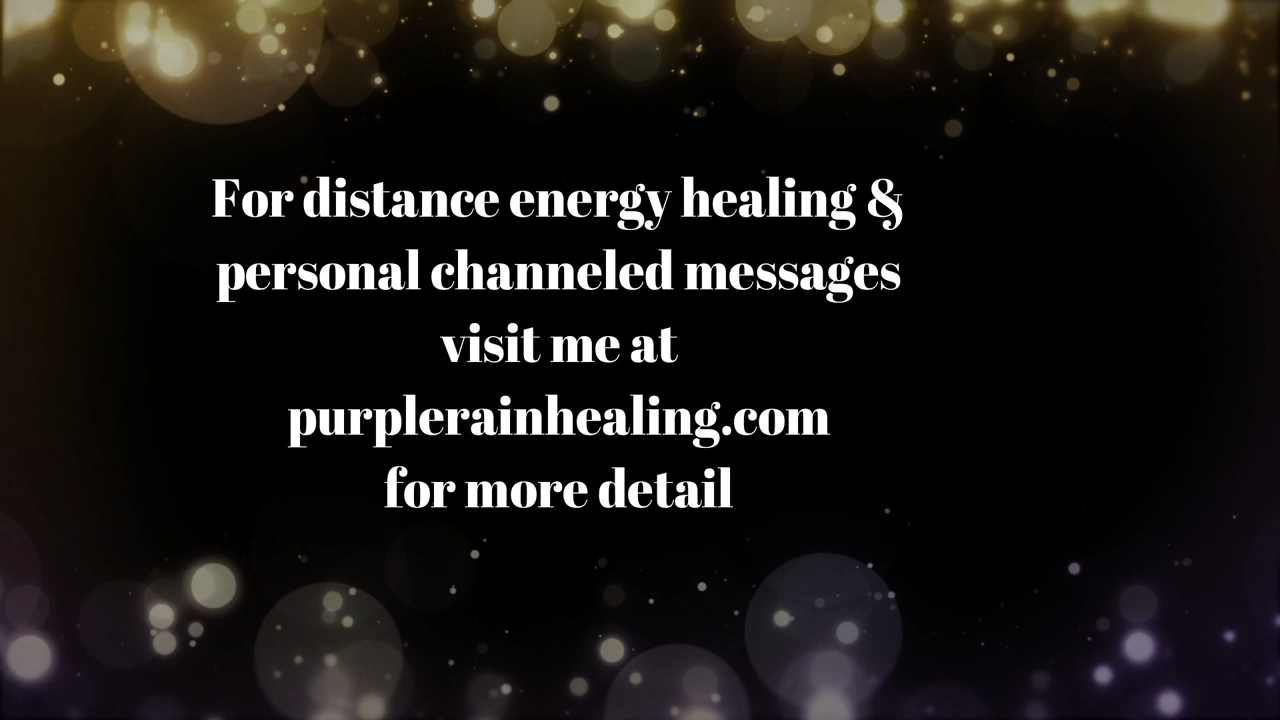 For distance energy healing &
personal channeled messages
visit me at
purplerainhealing.com
for more detail